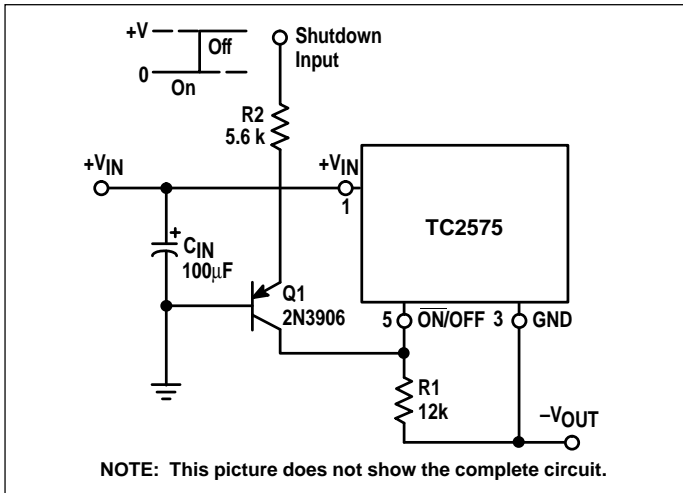 +V
Off
0
On
Shutdown
Input
R2
5.6 k
+VIN
+VIN
1
TC2575
CIN
100µF
+
Q1
2N3906
5
ON/OFF
3
GND
R1
12k
–VOUT
NOTE: This picture does not show the complete circuit.